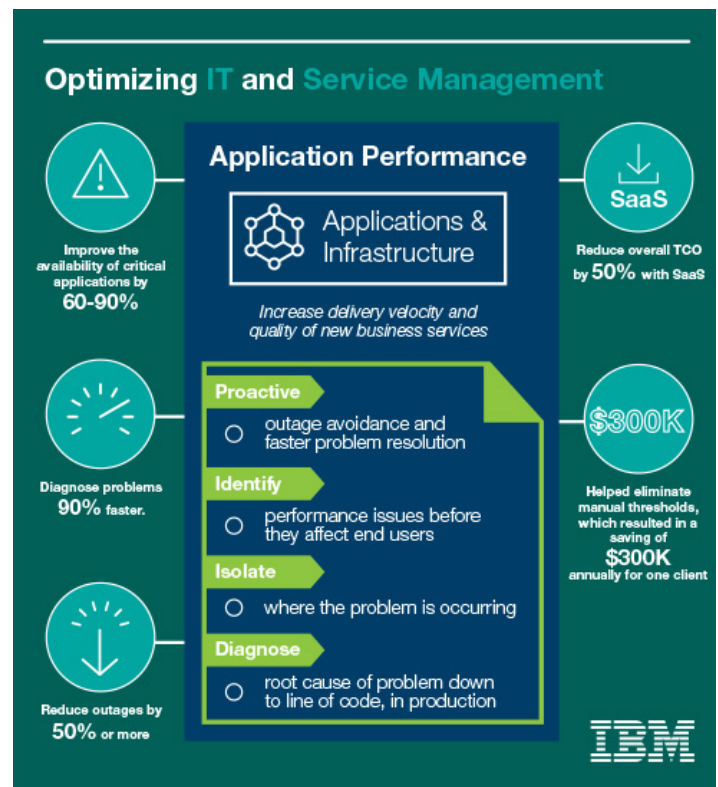 Optimizing IT and Service Management
Improve the
availability of critical
applications by
60-90%
Diagnose problems
90% faster.
Reduce outages by
50% or more
Application Performance
Applications &
Infrastructure
Increase delivery velocity and
quality of new business services
Proactive
outage avoidance and
faster problem resolution
Identify
performance issues before
they affect end users
Isolate
where the problem is occurring
Diagnose
root cause of problem down
to line of code, in production
SaaS
Reduce overall TCO
by 50% with SaaS
$300K
Helped eliminate
manual thresholds,
which resulted in a
saving of
$300K
annually for one client
IBM